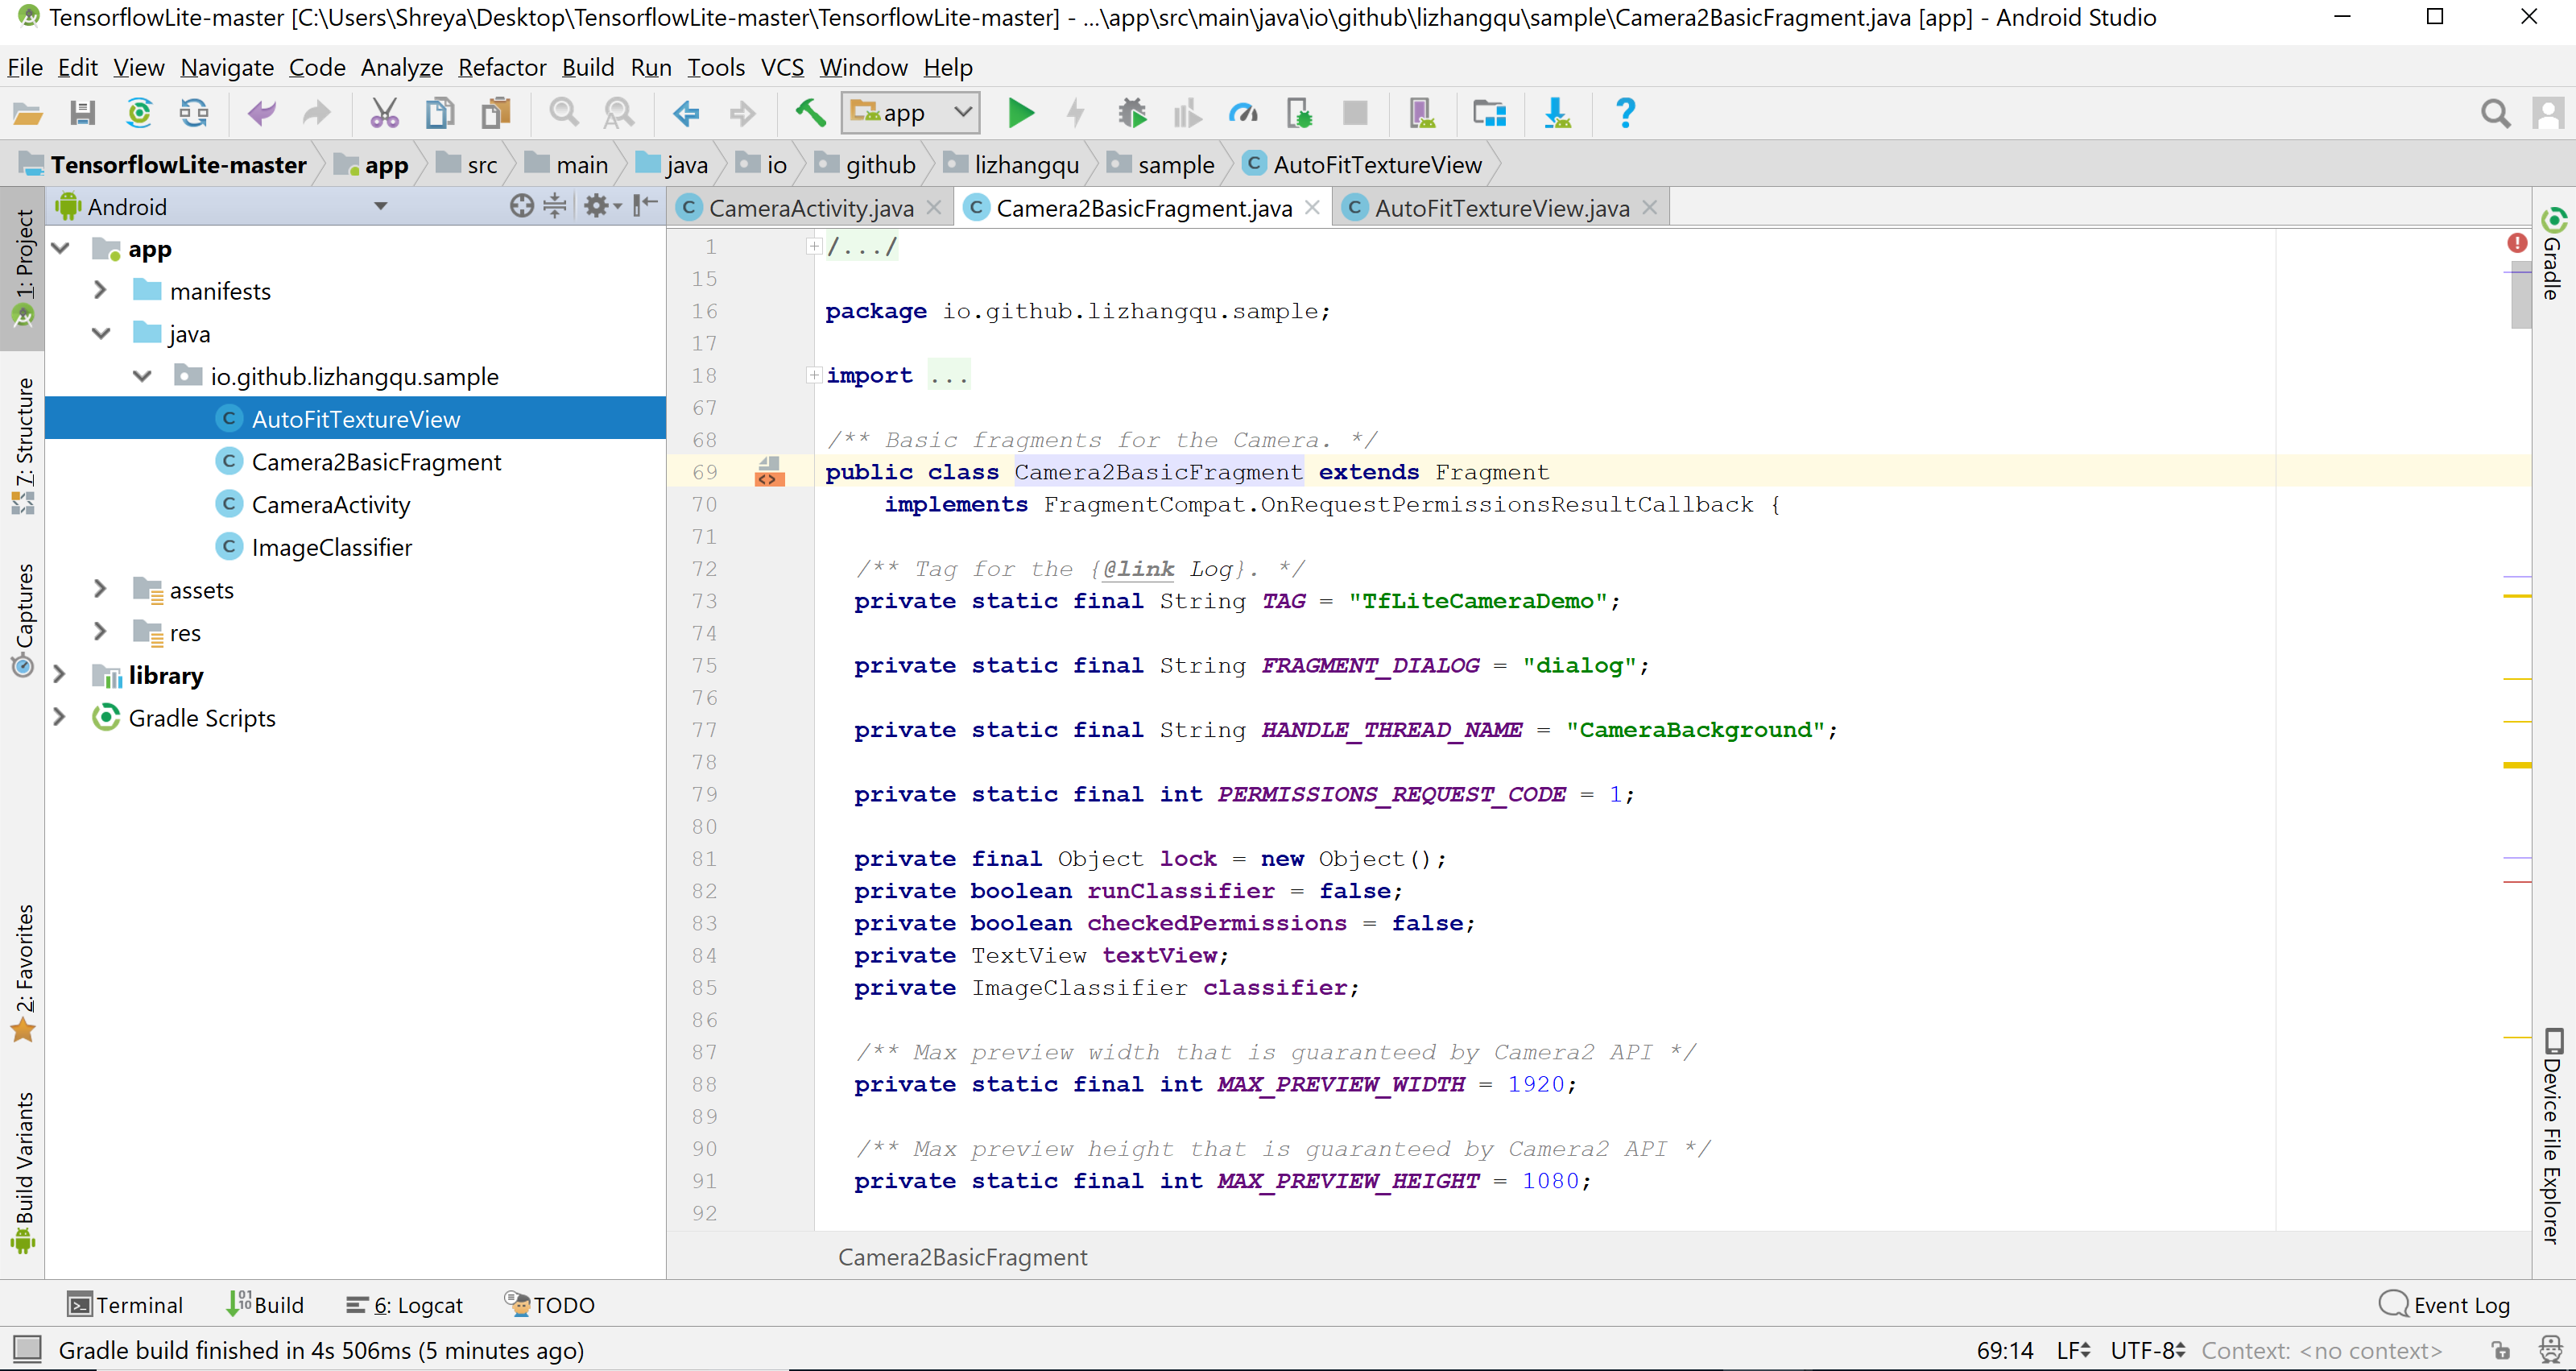 TensorflowLite-master [C:\Users\Shreya\Desktop\TensorflowLite-master\TensorflowLite-master] - ...\app\src\main\java\io\github\lizhangqu\sample\Camera2BasicFragment.java [app] - Android Studio
File Edit View Navigate Code Analyze Refactor Build Run Tools VCS Window Help
app
TensorflowLite-master app src main java io github lizhangqu sample AutoFitTextureView
Android
CameraActivity.java Camera2BasicFragment.java AutoFitTextureView.java
1: Project
7: Structure
Captures
2: Favorites
Build Variants
app
manifests
java
io.github.lizhangqu.sample
AutoFitTextureView
Camera2BasicFragment
CameraActivity
ImageClassifier
assets
res
library
Gradle Scripts
1 /.../
15
16 package io.github.lizhangqu.sample;
17
18 import ...
67
68 /** Basic fragments for the Camera. */
69 public class Camera2BasicFragment extends Fragment
70 implements FragmentCompat.OnRequestPermissionsResultCallback {
71
72 /** Tag for the {@link Log}. */
73 private static final String TAG = "TfLiteCameraDemo";
74
75 private static final String FRAGMENT_DIALOG = "dialog";
76
77 private static final String HANDLE_THREAD_NAME = "CameraBackground";
78
79 private static final int PERMISSIONS_REQUEST_CODE = 1;
80
81 private final Object lock = new Object();
82 private boolean runClassifier = false;
83 private boolean checkedPermissions = false;
84 private TextView textView;
85 private ImageClassifier classifier;
86
87 /** Max preview width that is guaranteed by Camera2 API */
88 private static final int MAX_PREVIEW_WIDTH = 1920;
89
90 /** Max preview height that is guaranteed by Camera2 API */
91 private static final int MAX_PREVIEW_HEIGHT = 1080;
92
Camera2BasicFragment
Gradle
Device File Explorer
Terminal Build 6: Logcat TODO Event Log
Gradle build finished in 4s 506ms (5 minutes ago) 69:14 LF UTF-8 Context: <no context>